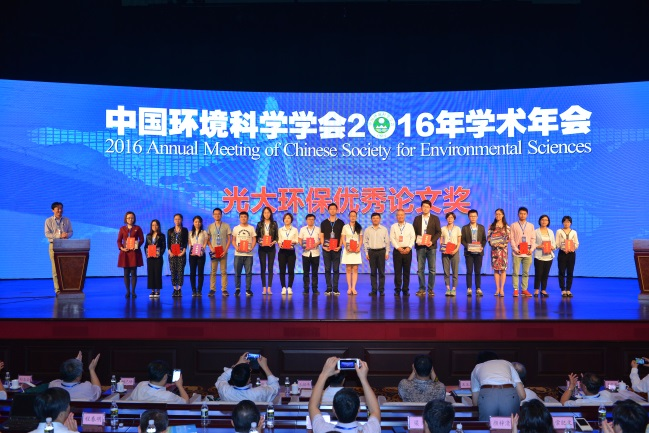 中国环境科学学会2016年学术年会
2016 Annual Meeting of Chinese Society for Environmental Sciences
光大环保优秀论文奖